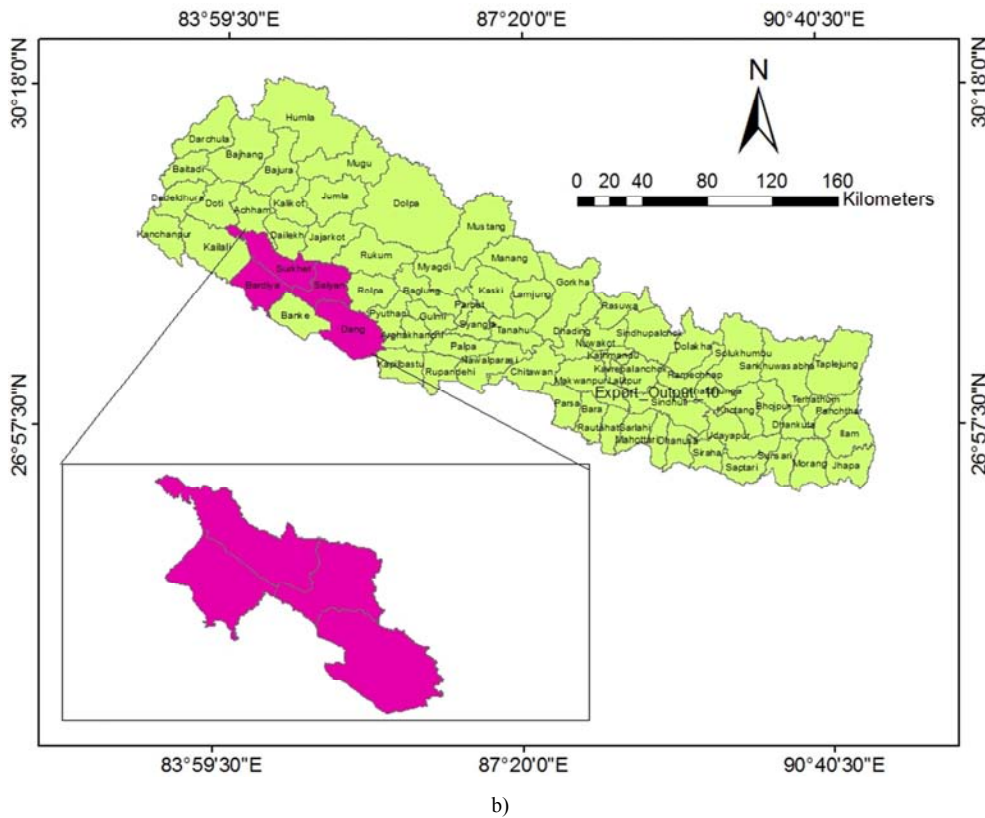 83°59'30"E 87°20'0"E 90°40'30"E
30°18'0"N 30°18'0"N
N
0 20 40 80 120 160
Kilometers
Humla
Darchula
Bajhang
Mugu
Baitadi
Bajura
Dadeldhura
Doti
Achham
Kalikot
Jumla
Dolpa
Kanchanpur
Kailali
Dailekh
Jajarkot
Mustang
Surkhet
Rukum
Myagdi
Manang
Bardiya
Salyan
Rolpa
Baglung
Kaski
Lamjung
Gorkha
Banke
Dang
Pyuthan
Gulmi
Parbat
Syangja
Tanahu
Rasuwa
Dhading
Nuwakot
Sindhupalchok
Arghakhanchi
Palpa
Kapilbastu
Rupandehi
Nawalparasi
Chitawan
Kathmandu
Dolakha
Solukhumbu
Sankhuwasabha
Taplejung
Makwanpur
Lalitpur
Kavrepalanchok
Ramechhap
Export_Output_10
Parsa
Bara
Sindhuli
Khotang
Bhojpur
Terhathum
Panchthar
Rautahat
Sarlahi
Mahottari
Dhanusa
Udayapur
Dhankuta
Ilam
Siraha
Saptari
Sunsari
Morang
Jhapa
26°57'30"N 26°57'30"N
83°59'30"E 87°20'0"E 90°40'30"E
b)